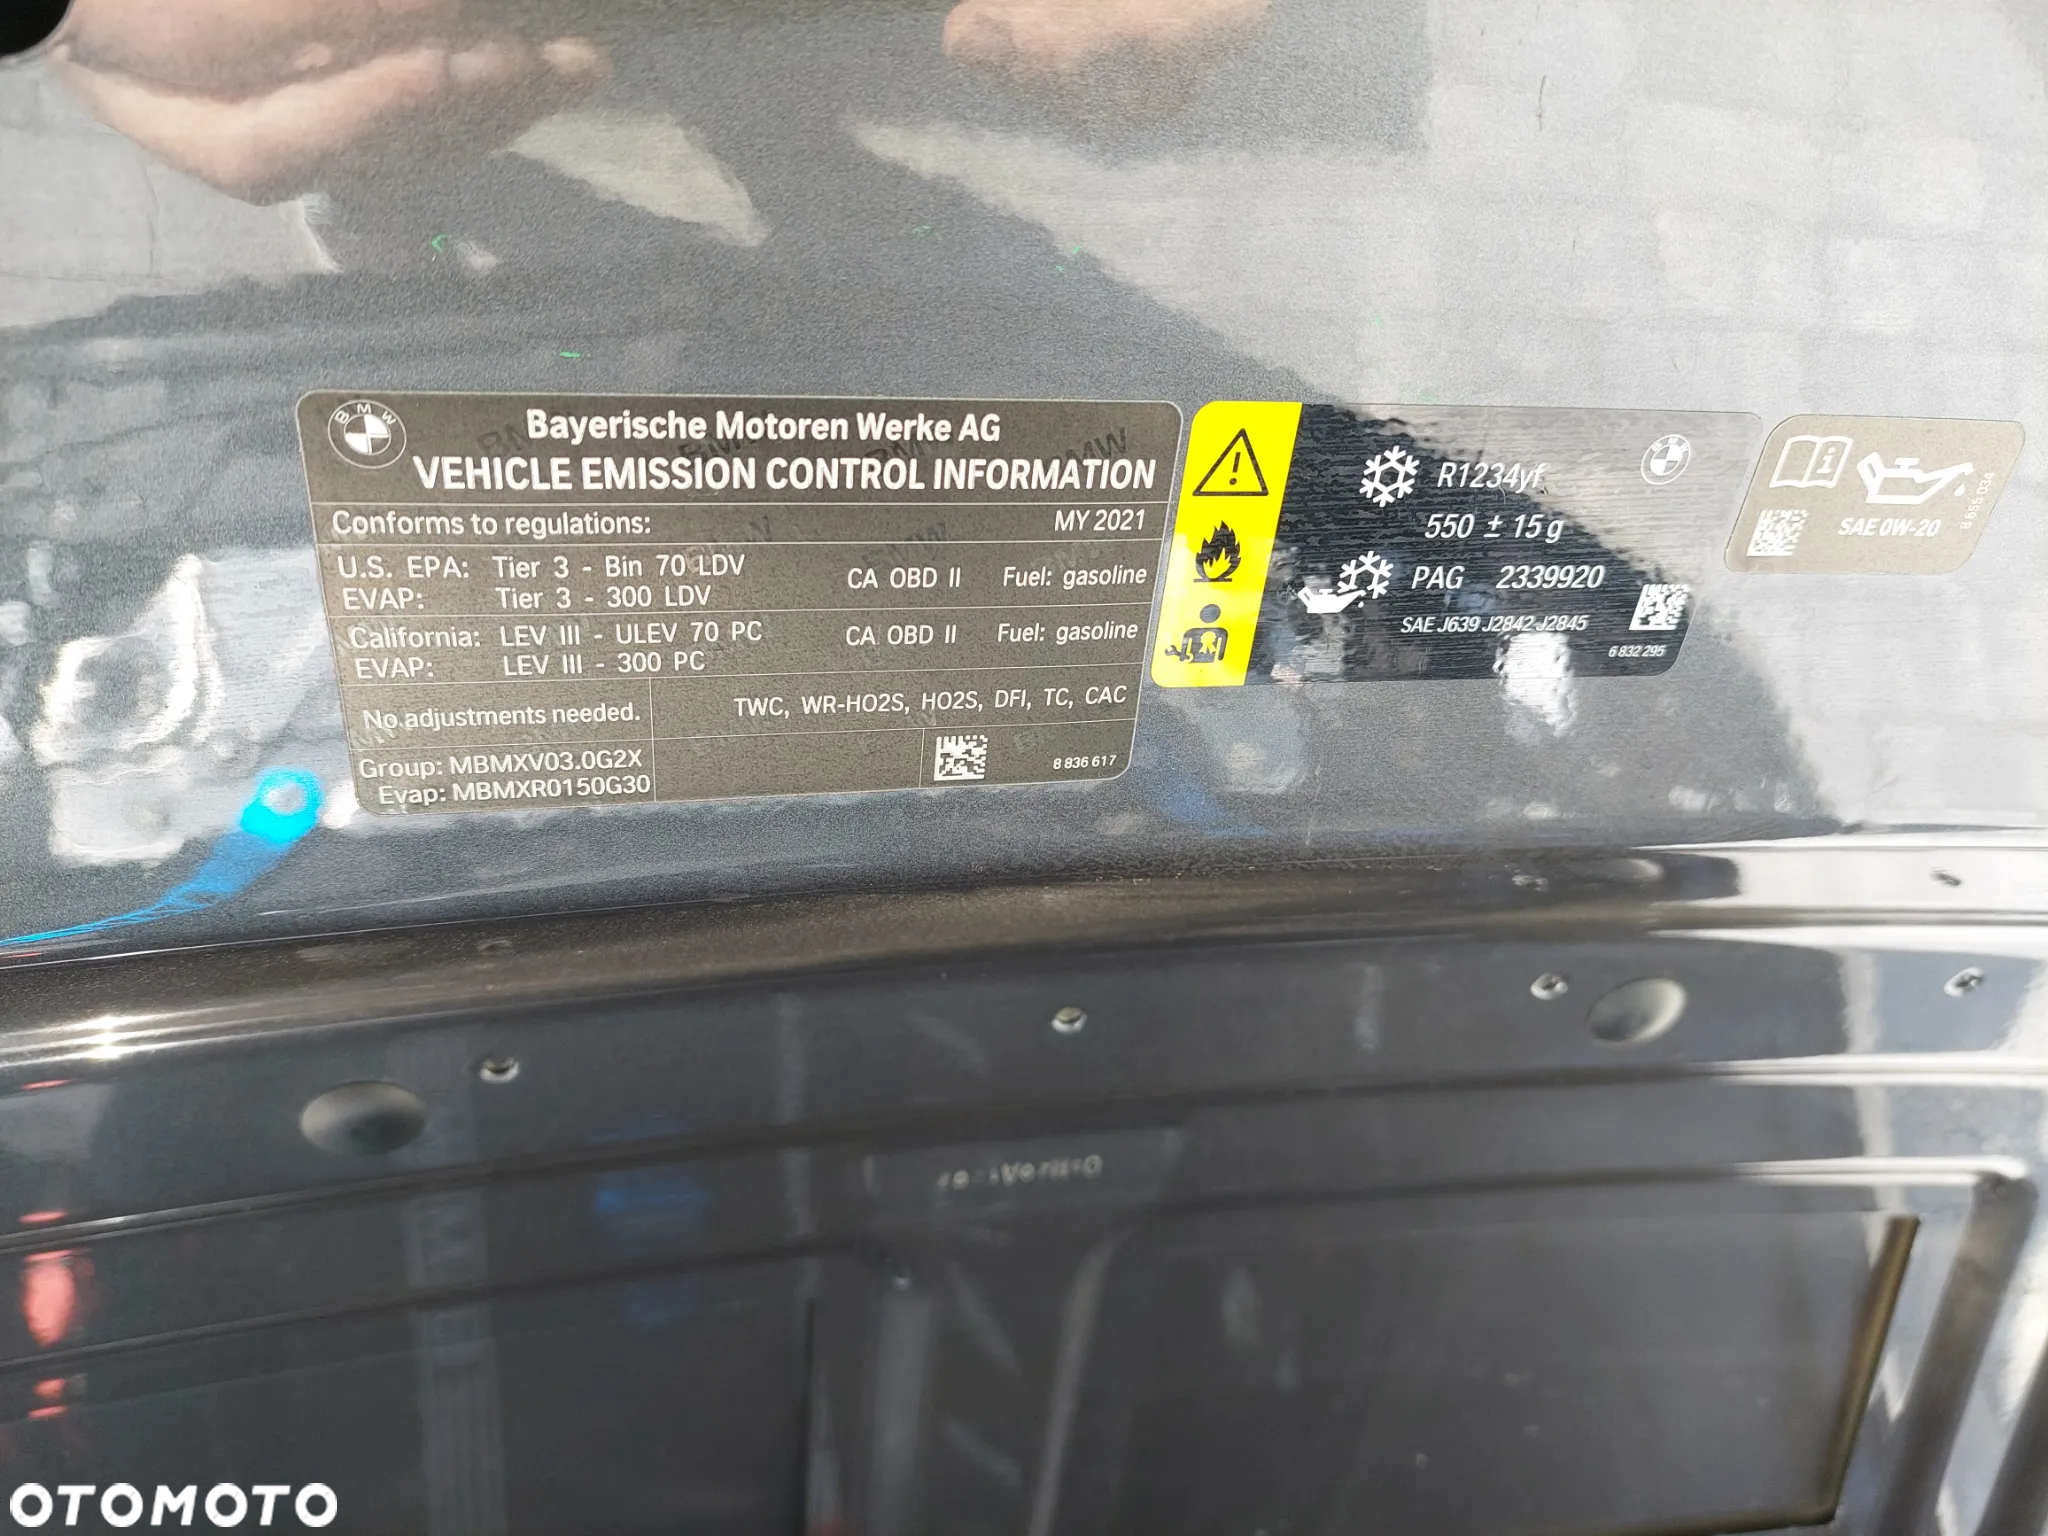 BMW
Bayerische Motoren Werke AG
VEHICLE EMISSION CONTROL INFORMATION
Conforms to regulations: MY 2021
U.S. EPA: Tier 3 - Bin 70 LDV CA OBD II Fuel: gasoline
EVAP: Tier 3 - 300 LDV
California: LEV III - ULEV 70 PC CA OBD II Fuel: gasoline
EVAP: LEV III - 300 PC
No adjustments needed. TWC, WR-HO2S, HO2S, DFI, TC, CAC
Group: MBMXV03.0G2X
Evap: MBMXR0150G30
8 836 617
R1234yf
BMW
550 ± 15 g
PAG 2339920
SAE J639 J2842 J2845
6 832 295
SAE 0W-20
8 655 034
OTOMOTO